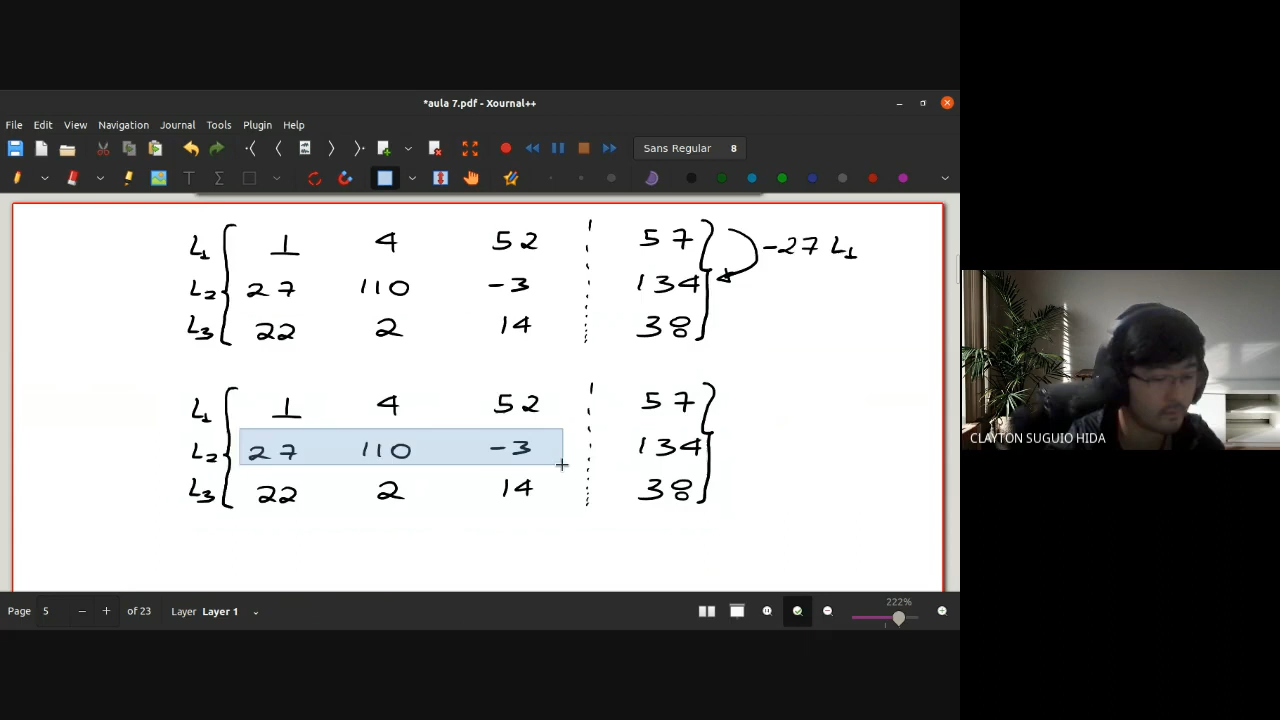 *aula 7.pdf - Xournal++
File Edit View Navigation Journal Tools Plugin Help
Sans Regular 8
L1 1 4 52 57 -27 L1
L2 27 110 -3 134
L3 22 2 14 38
L1 1 4 52 57
L2 27 110 -3 134
L3 22 2 14 38
CLAYTON SUGUIO HIDA
Page 5 of 23 Layer Layer 1 222%